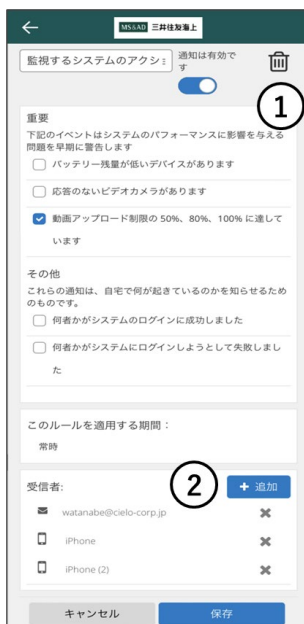 MS&AD 三井住友海上
監視するシステムのアクショ
通知は有効で
す
①
重要
下記のイベントはシステムのパフォーマンスに影響を与える
問題を早期に警告します
バッテリー残量が低いデバイスがあります
応答のないビデオカメラがあります
動画アップロード制限の 50%、80%、100% に達して
います
その他
これらの通知は、自宅で何が起きているのかを知らせるため
のものです。
何者かがシステムのログインに成功しました
何者かがシステムにログインしようとして失敗しまし
た
このルールを適用する期間：
常時
受信者:
②
+ 追加
watanabe@cielo-corp.jp
iPhone
iPhone (2)
キャンセル
保存